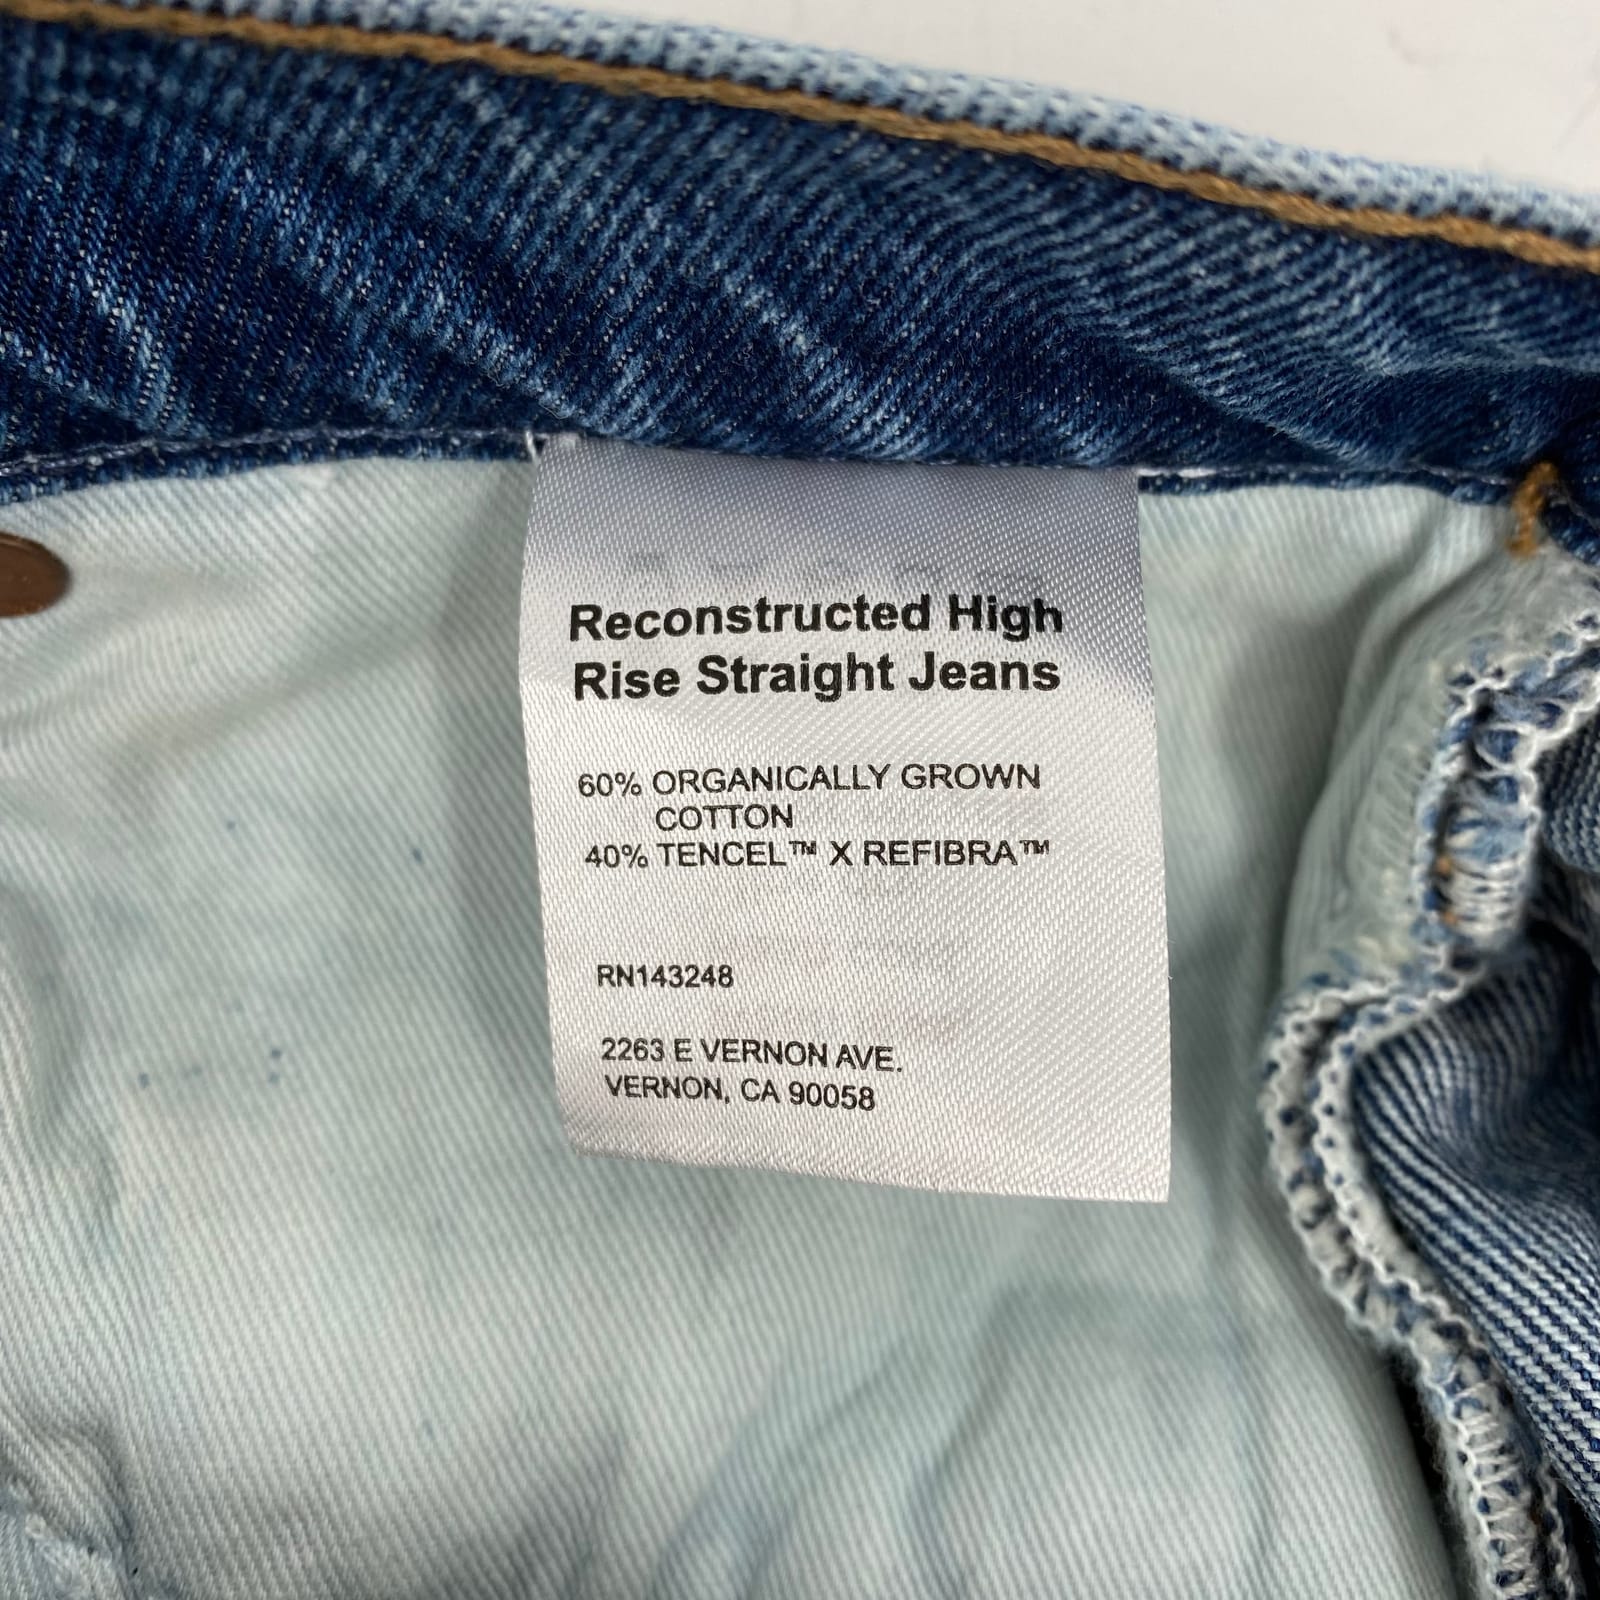 Reconstructed High
Rise Straight Jeans
60% ORGANICALLY GROWN
COTTON
40% TENCEL™ X REFIBRA™
RN143248
2263 E VERNON AVE.
VERNON, CA 90058